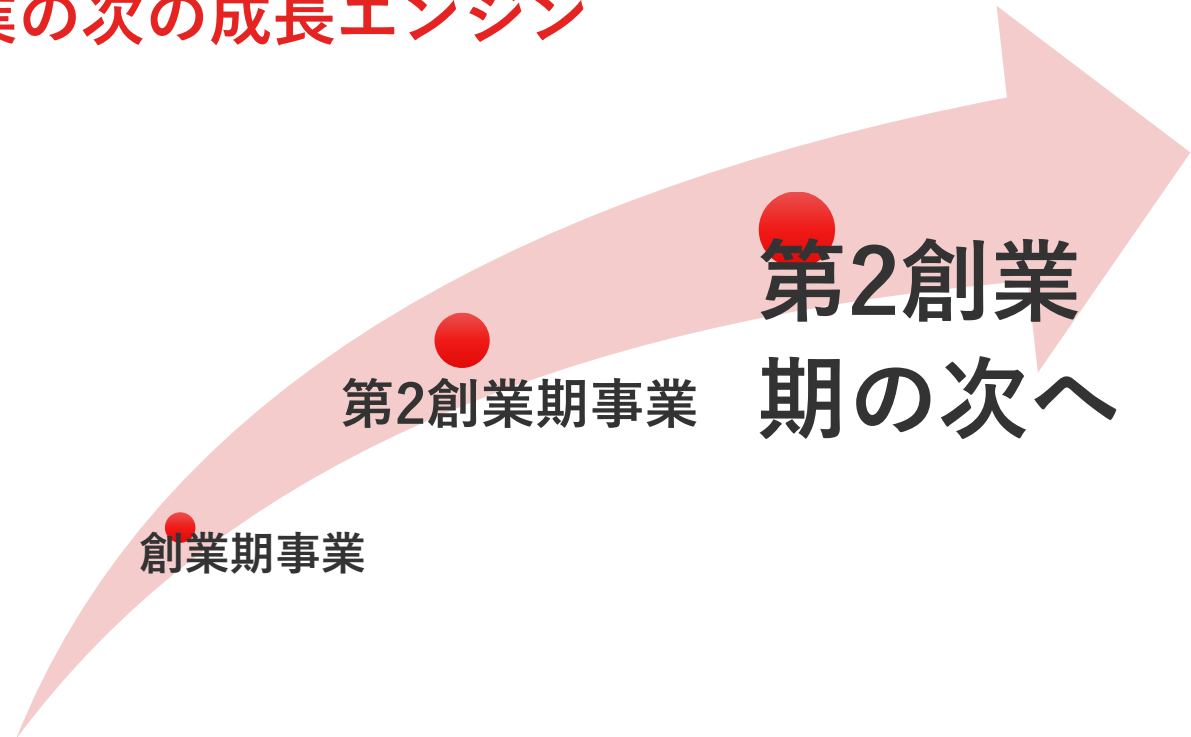 業の次の成長エンジン
第2創業
期の次へ
第2創業期事業
創業期事業